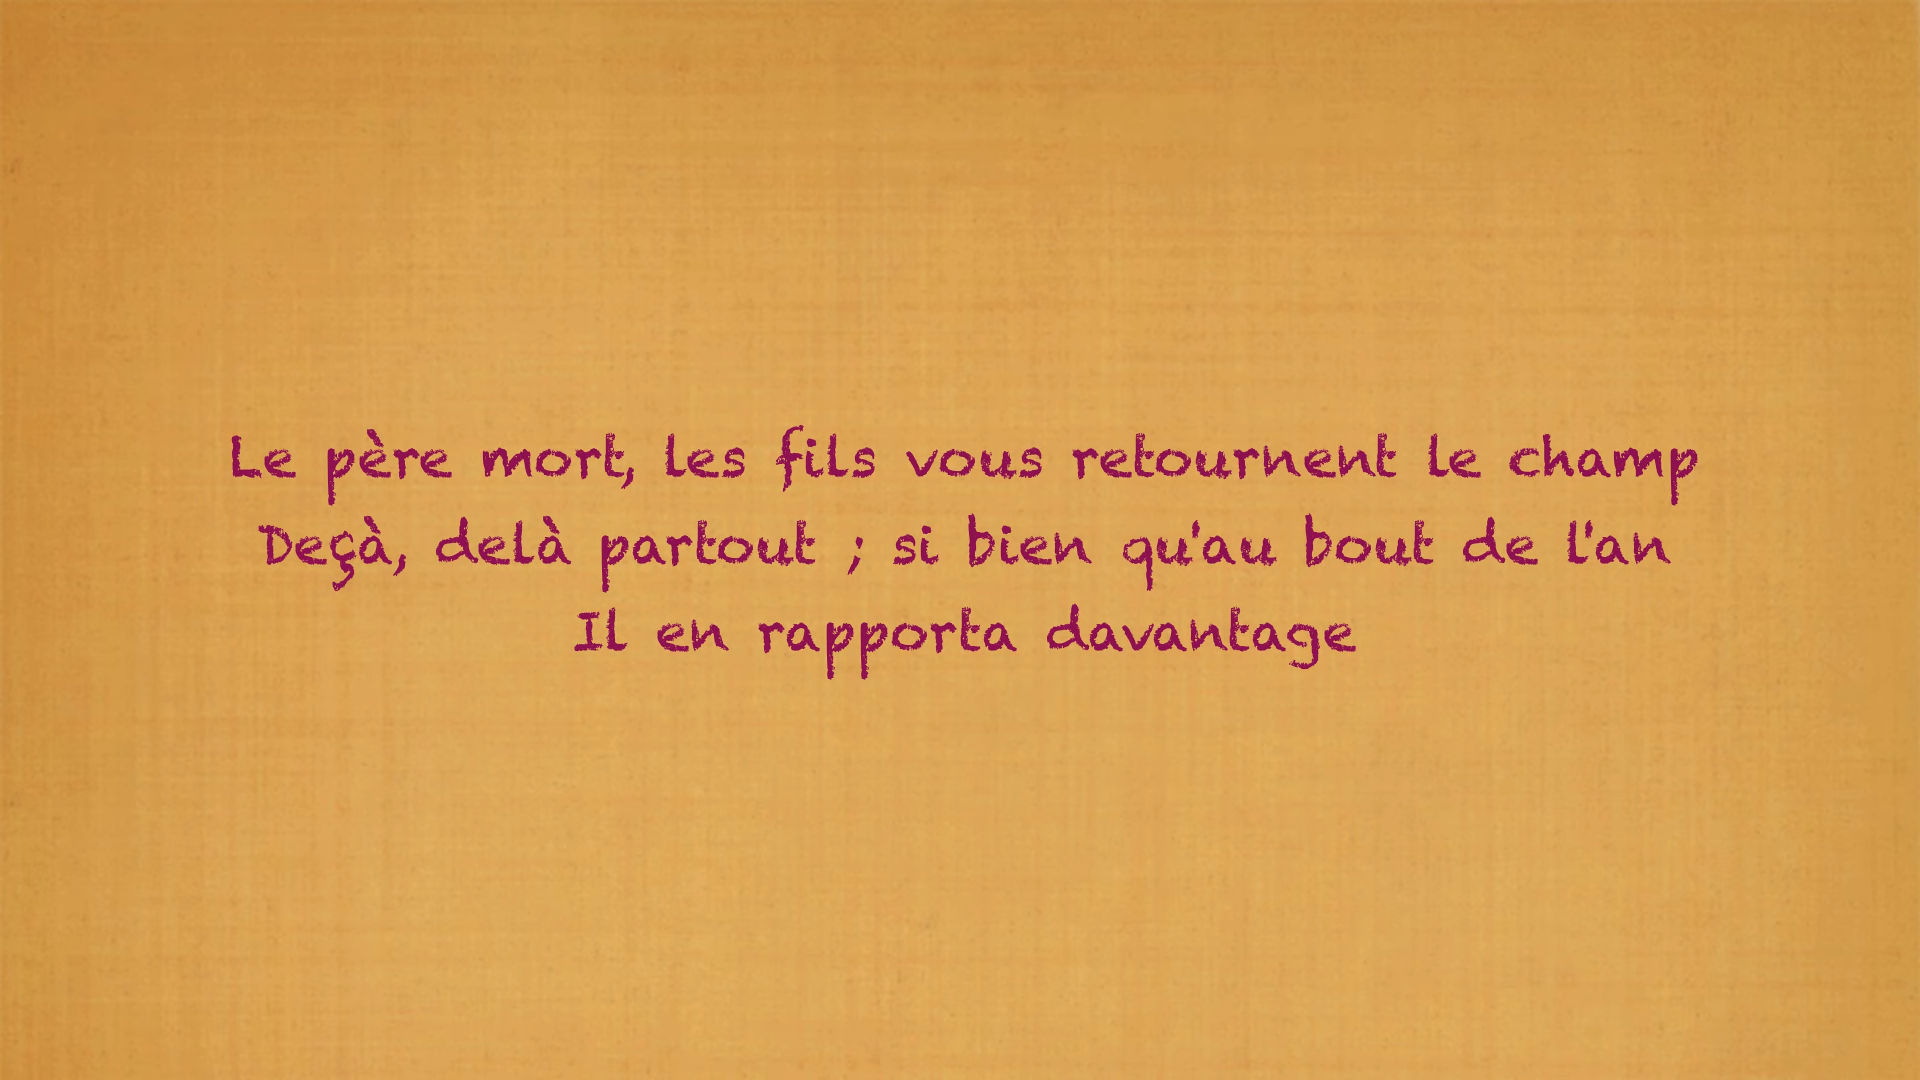 Le père mort, les fils vous retournent le champ
Deçà, delà partout ; si bien qu'au bout de l'an
Il en rapporta davantage